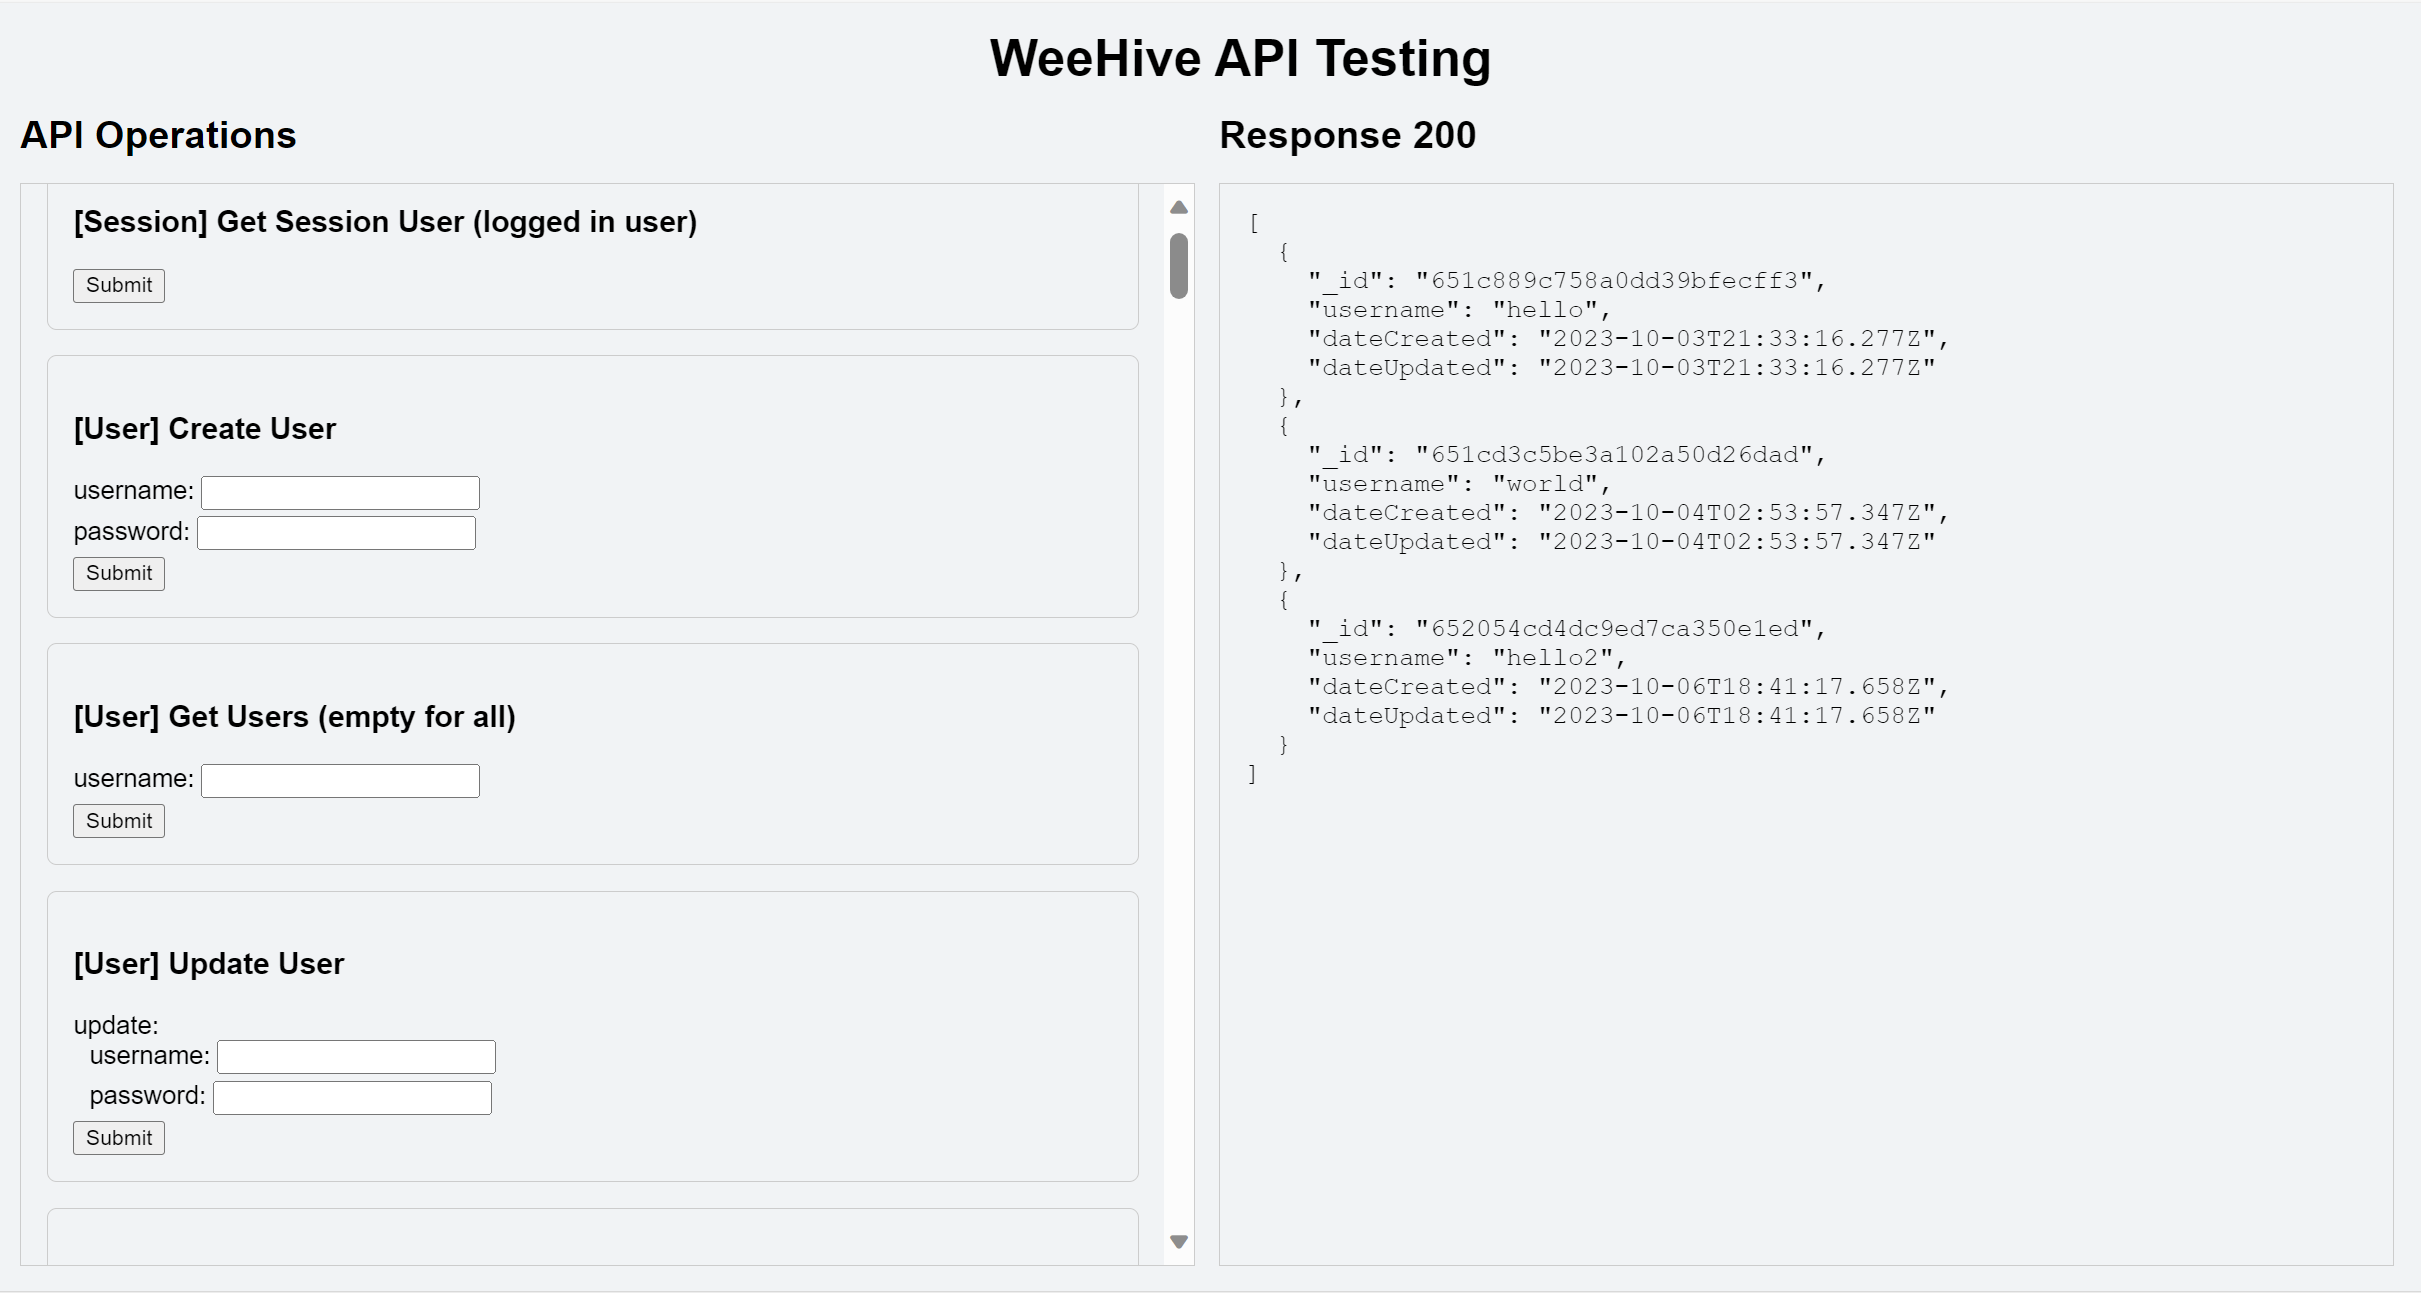 WeeHive API Testing
API Operations
[Session] Get Session User (logged in user)
Submit
[User] Create User
username:
password:
Submit
[User] Get Users (empty for all)
username:
Submit
[User] Update User
update:
username:
password:
Submit
Response 200
[
{
"_id": "651c889c758a0dd39bfecff3",
"username": "hello",
"dateCreated": "2023-10-03T21:33:16.277Z",
"dateUpdated": "2023-10-03T21:33:16.277Z"
},
{
"_id": "651cd3c5be3a102a50d26dad",
"username": "world",
"dateCreated": "2023-10-04T02:53:57.347Z",
"dateUpdated": "2023-10-04T02:53:57.347Z"
},
{
"_id": "652054cd4dc9ed7ca350e1ed",
"username": "hello2",
"dateCreated": "2023-10-06T18:41:17.658Z",
"dateUpdated": "2023-10-06T18:41:17.658Z"
}
]